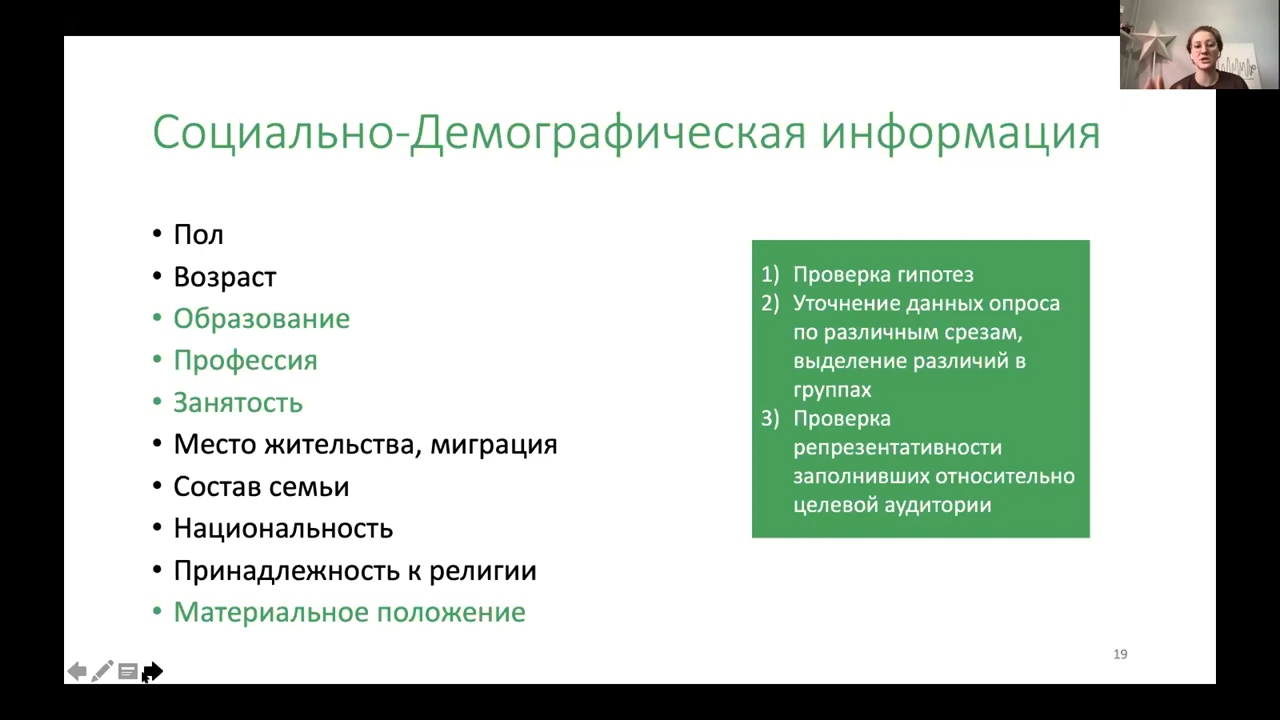 Социально-Демографическая информация
• Пол
• Возраст
• Образование
• Профессия
• Занятость
• Место жительства, миграция
• Состав семьи
• Национальность
• Принадлежность к религии
• Материальное положение
1) Проверка гипотез
2) Уточнение данных опроса
по различным срезам,
выделение различий в
группах
3) Проверка
репрезентативности
заполнивших относительно
целевой аудитории
19